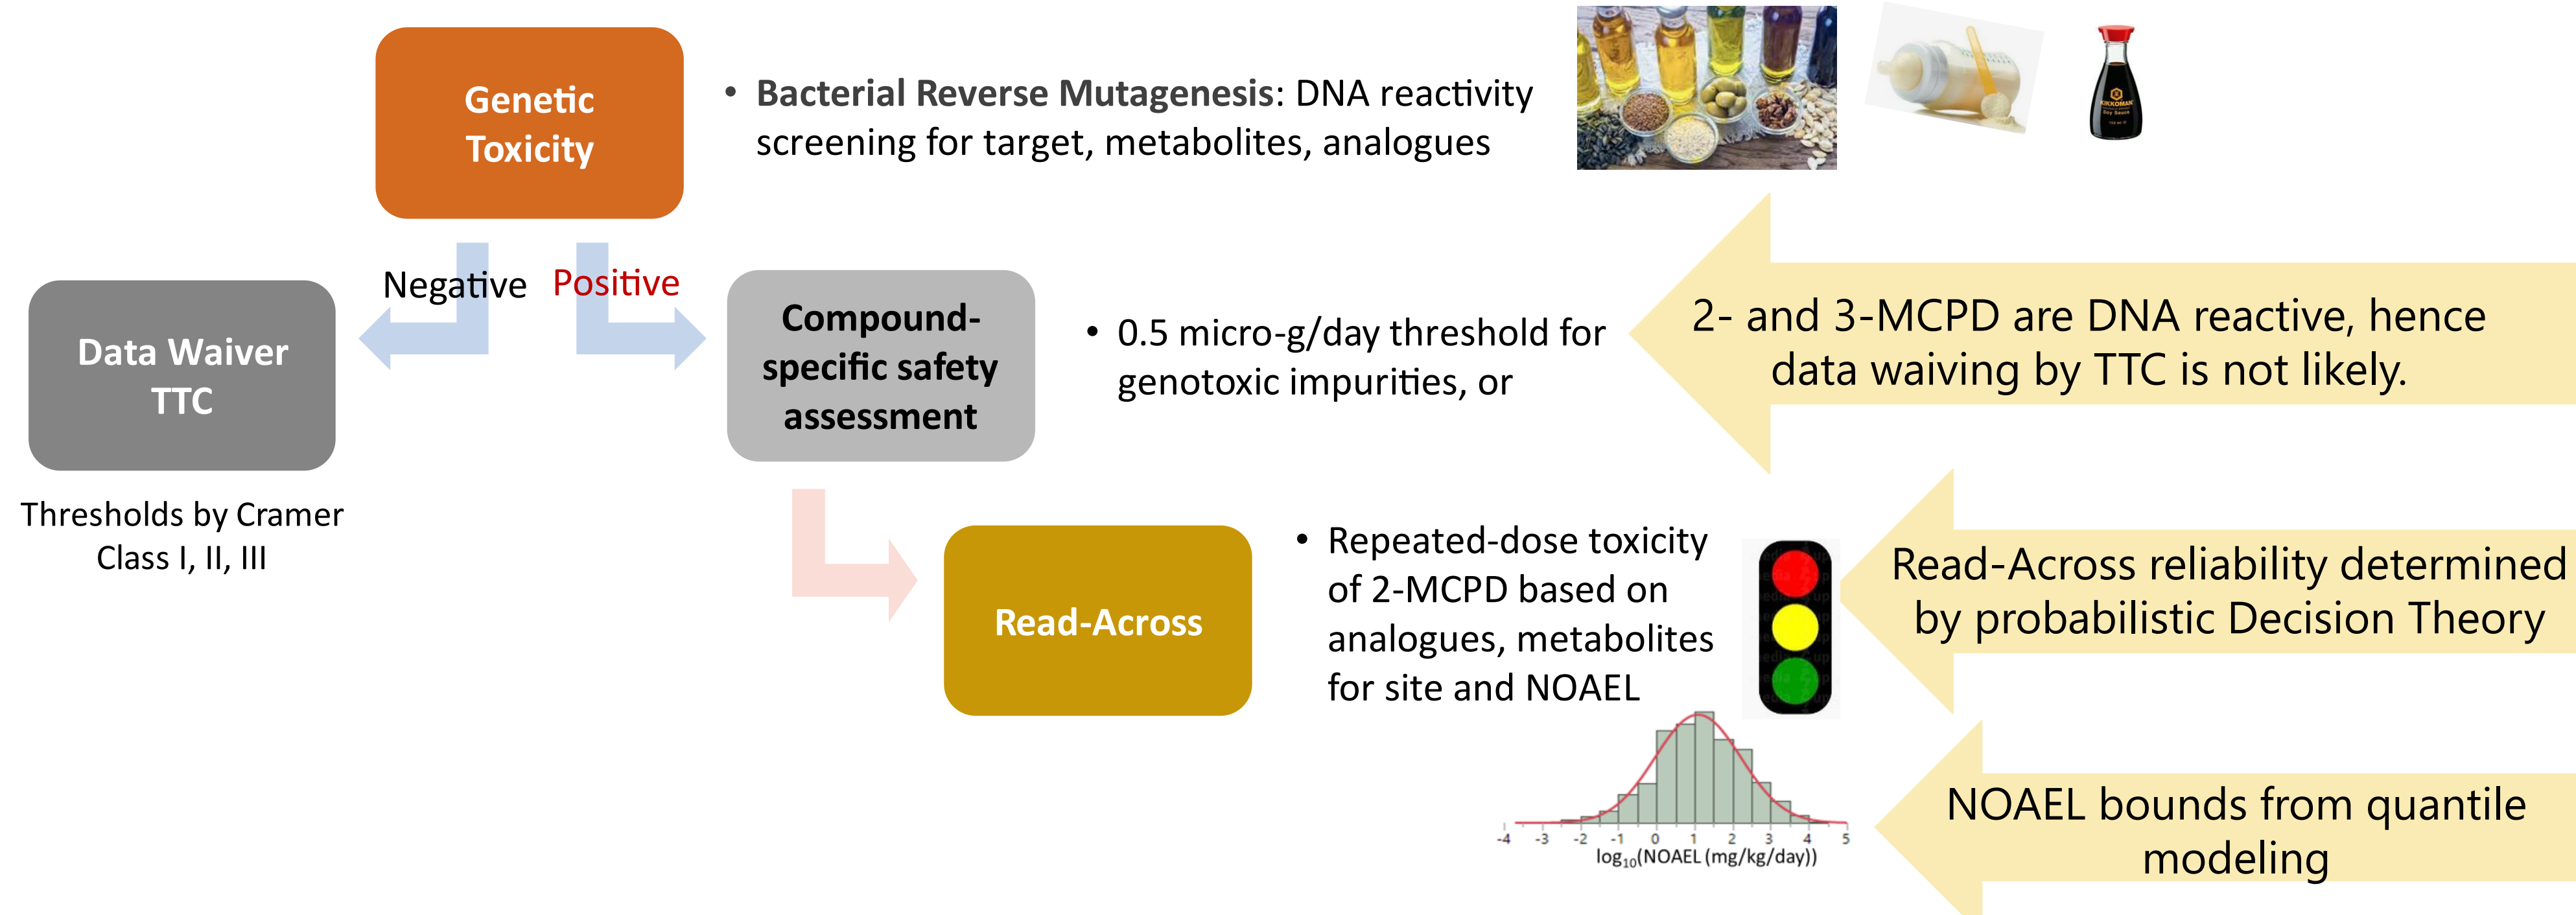 Genetic
Toxicity
• Bacterial Reverse Mutagenesis: DNA reactivity
screening for target, metabolites, analogues
KIKKOMAN
Soy Sauce
Negative
Positive
Data Waiver
TTC
Thresholds by Cramer
Class I, II, III
Compound-
specific safety
assessment
• 0.5 micro-g/day threshold for
genotoxic impurities, or
2- and 3-MCPD are DNA reactive, hence
data waiving by TTC is not likely.
Read-Across
• Repeated-dose toxicity
of 2-MCPD based on
analogues, metabolites
for site and NOAEL
Read-Across reliability determined
by probabilistic Decision Theory
-4 -3 -2 -1 0 1 2 3 4 5
log₁₀(NOAEL (mg/kg/day))
NOAEL bounds from quantile
modeling